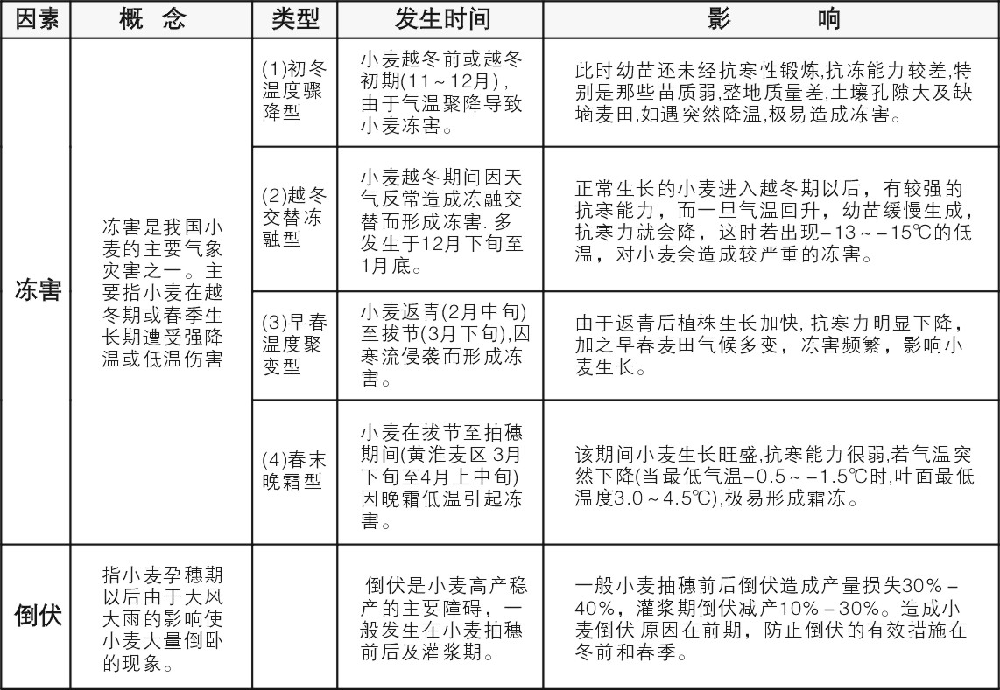 因素
概 念
类型
发生时间
影 响
冻害
冻害是我国小
麦的主要气象
灾害之一。主
要指小麦在越
冬期或春季生
长期遭受强降
温或低温伤害
(1)初冬
温度骤
降型
小麦越冬前或越冬
初期(11~12月) ,
由于气温聚降导致
小麦冻害。
此时幼苗还未经抗寒性锻炼,抗冻能力较差,特
别是那些苗质弱,整地质量差,土壤孔隙大及缺
墒麦田,如遇突然降温,极易造成冻害。
(2)越冬
交替冻
融型
小麦越冬期间因天
气反常造成冻融交
替而形成冻害. 多
发生于12月下旬至
1月底。
正常生长的小麦进入越冬期以后，有较强的
抗寒能力，而一旦气温回升，幼苗缓慢生成，
抗寒力就会降，这时若出现-13~-15℃的低
温，对小麦会造成较严重的冻害。
(3)早春
温度聚
变型
小麦返青(2月中旬)
至拔节(3月下旬),因
寒流侵袭而形成冻
害。
由于返青后植株生长加快, 抗寒力明显下降，
加之早春麦田气候多变，冻害频繁，影响小
麦生长。
(4)春末
晚霜型
小麦在拔节至抽穗
期间(黄淮麦区 3月
下旬至4月上中旬)
因晚霜低温引起冻
害。
该期间小麦生长旺盛,抗寒能力很弱,若气温突
然下降(当最低气温-0.5~-1.5℃时,叶面最低
温度3.0~4.5℃),极易形成霜冻。
倒伏
指小麦孕穗期
以后由于大风
大雨的影响使
小麦大量倒卧
的现象。
倒伏是小麦高产稳
产的主要障碍，一
般发生在小麦抽穗
前后及灌浆期。
一般小麦抽穗前后倒伏造成产量损失30%-
40%，灌浆期倒伏减产10%-30%。造成小
麦倒伏 原因在前期，防止倒伏的有效措施在
冬前和春季。